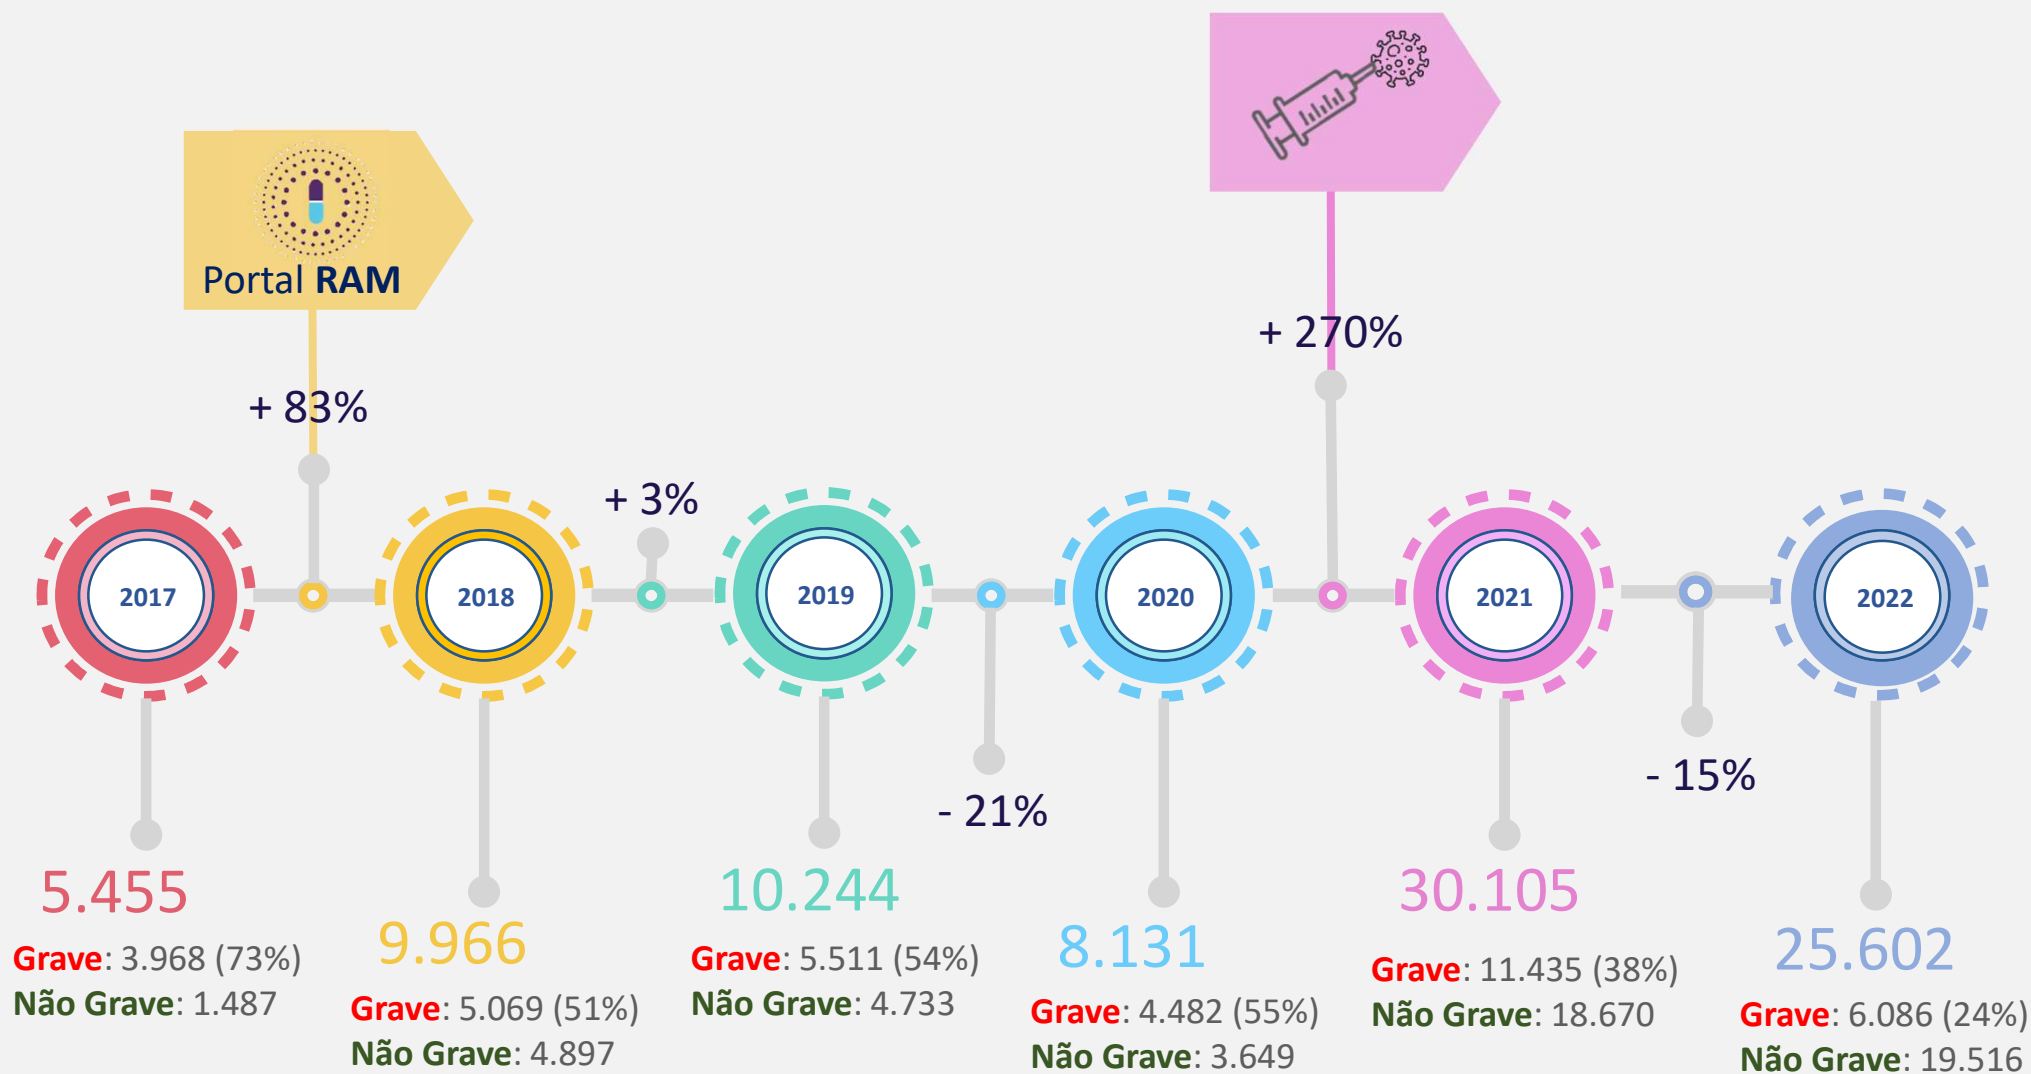 Portal RAM
+ 83%
+ 3%
- 21%
+ 270%
- 15%
2017
2018
2019
2020
2021
2022
5.455
Grave: 3.968 (73%)
Não Grave: 1.487
9.966
Grave: 5.069 (51%)
Não Grave: 4.897
10.244
Grave: 5.511 (54%)
Não Grave: 4.733
8.131
Grave: 4.482 (55%)
Não Grave: 3.649
30.105
Grave: 11.435 (38%)
Não Grave: 18.670
25.602
Grave: 6.086 (24%)
Não Grave: 19.516